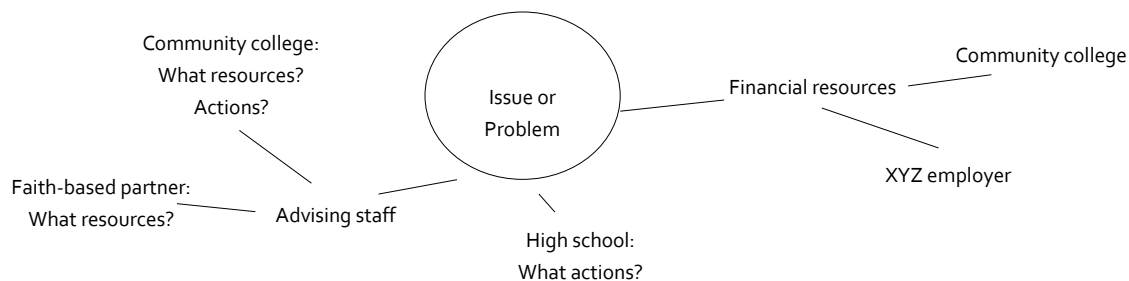 Community college:
What resources?
Actions?
Issue or
Problem
Financial resources
Community college
XYZ employer
Faith-based partner:
What resources?
Advising staff
High school:
What actions?